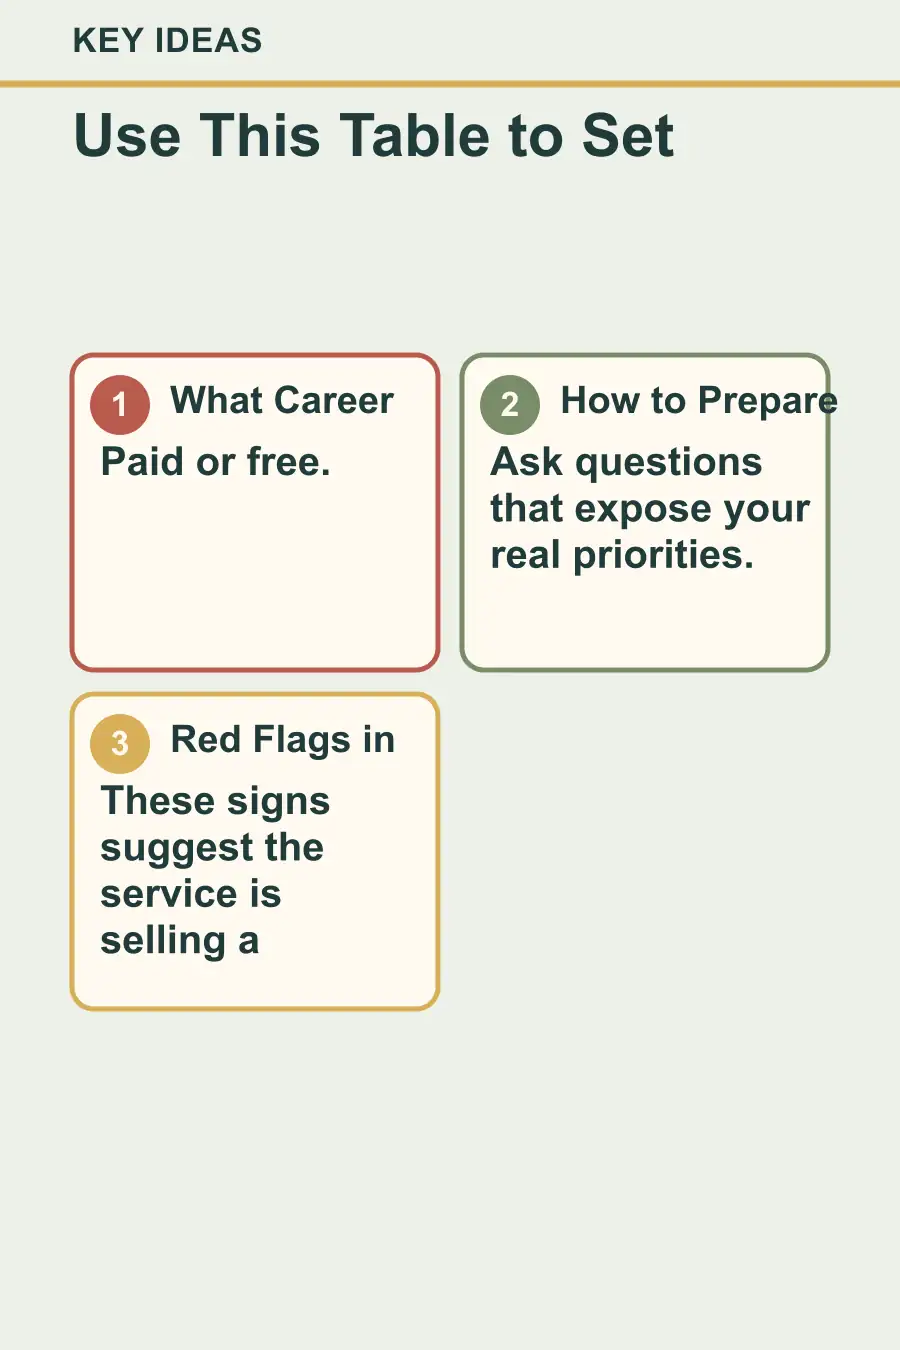 KEY IDEAS
Use This Table to Set
1
What Career
Paid or free.
2
How to Prepare
Ask questions
that expose your
real priorities.
3
Red Flags in
These signs
suggest the
service is
selling a